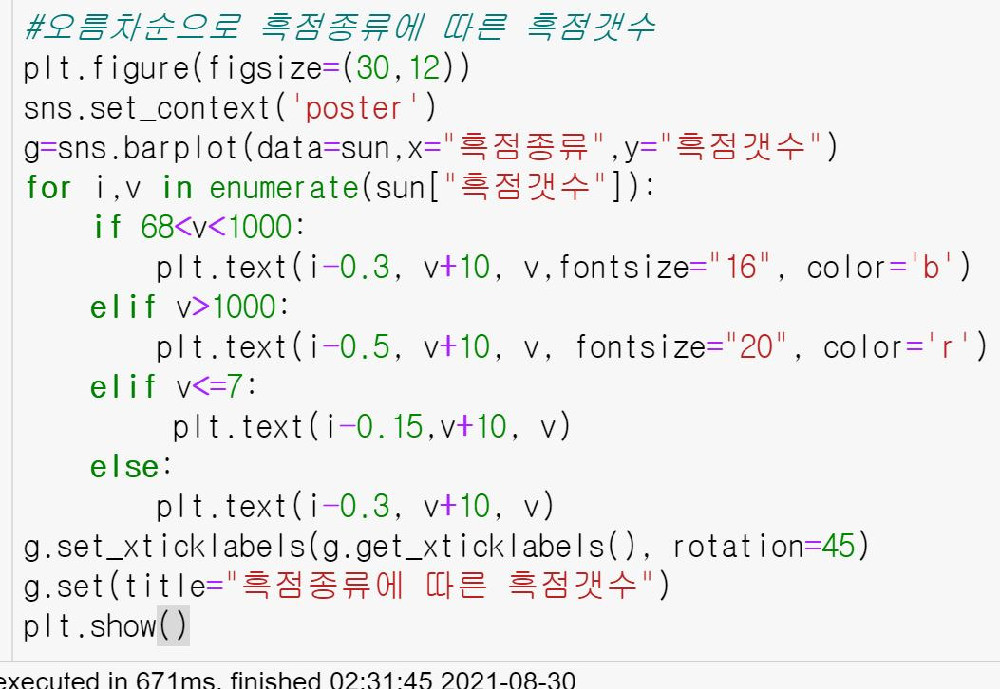 #오름차순으로 흑점종류에 따른 흑점갯수
plt.figure(figsize=(30,12))
sns.set_context('poster')
g=sns.barplot(data=sun,x="흑점종류",y="흑점갯수")
for i,v in enumerate(sun["흑점갯수"]):
    if 68<v<1000:
        plt.text(i-0.3, v+10, v,fontsize="16", color='b')
    elif v>1000:
        plt.text(i-0.5, v+10, v, fontsize="20", color='r')
    elif v<=7:
         plt.text(i-0.15,v+10, v)
    else:
        plt.text(i-0.3, v+10, v)
g.set_xticklabels(g.get_xticklabels(), rotation=45)
g.set(title="흑점종류에 따른 흑점갯수")
plt.show()
executed in 671ms, finished 02:31:45 2021-08-30